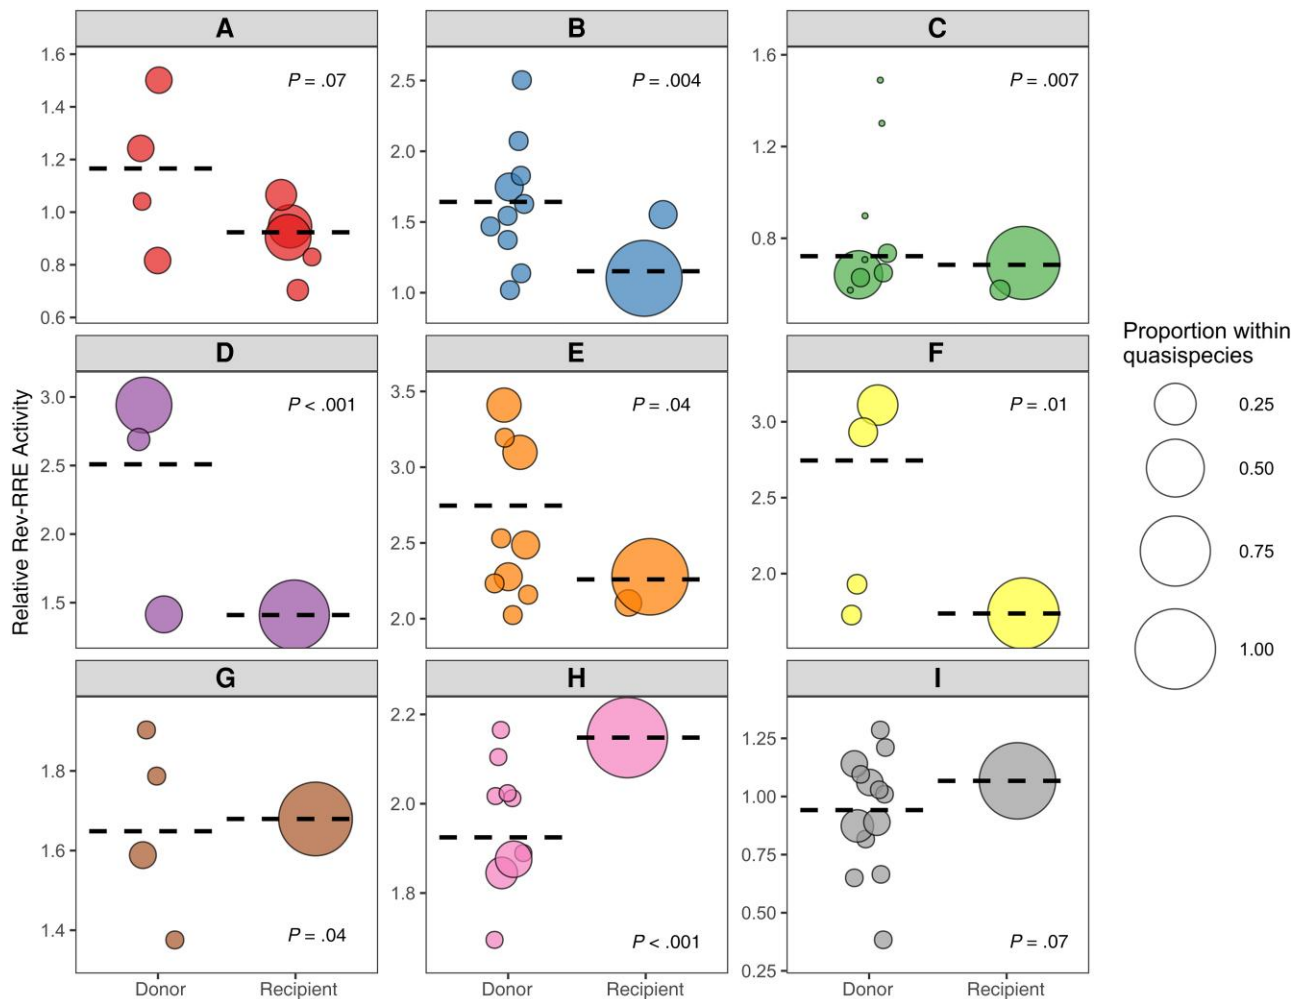 A
B
C
1.6
1.4
1.2
1.0
0.8
0.6
P = .07
2.5
2.0
1.5
1.0
P = .004
1.6
1.2
0.8
P = .007
Relative Rev-RRE Activity
D
E
F
3.0
2.5
2.0
1.5
P < .001
3.5
3.0
2.5
2.0
P = .04
3.0
2.5
2.0
P = .01
Proportion within
quasispecies
0.25
0.50
0.75
1.00
G
H
I
1.8
1.6
1.4
P = .04
2.2
2.0
1.8
P < .001
1.25
1.00
0.75
0.50
0.25
P = .07
Donor Recipient
Donor Recipient
Donor Recipient